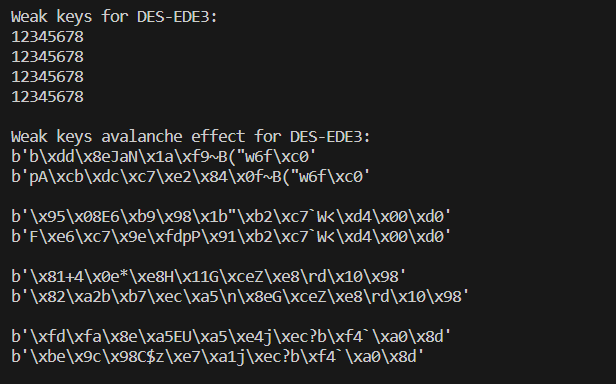 Weak keys for DES-EDE3:
12345678
12345678
12345678
12345678
Weak keys avalanche effect for DES-EDE3:
b'b\xdd\x8eJaN\x1a\xf9~B("w6f\xc0'
b'pA\xcb\xdc\xc7\xe2\x84\x0f~B("w6f\xc0'
b'\x95\x08E6\xb9\x98\x1b"\xb2\xc7`W<\xd4\x00\xd0'
b'F\xe6\xc7\x9e\xfdpP\x91\xb2\xc7`W<\xd4\x00\xd0'
b'\x81+4\x0e*\xe8H\x11G\xceZ\xe8\rd\x10\x98'
b'\x82\xa2b\xb7\xec\xa5\n\x8eG\xceZ\xe8\rd\x10\x98'
b'\xfd\xfa\x8e\xa5EU\xa5\xe4j\xec?b\xf4`\xa0\x8d'
b'\xbe\x9c\x98C$z\xe7\xa1j\xec?b\xf4`\xa0\x8d'